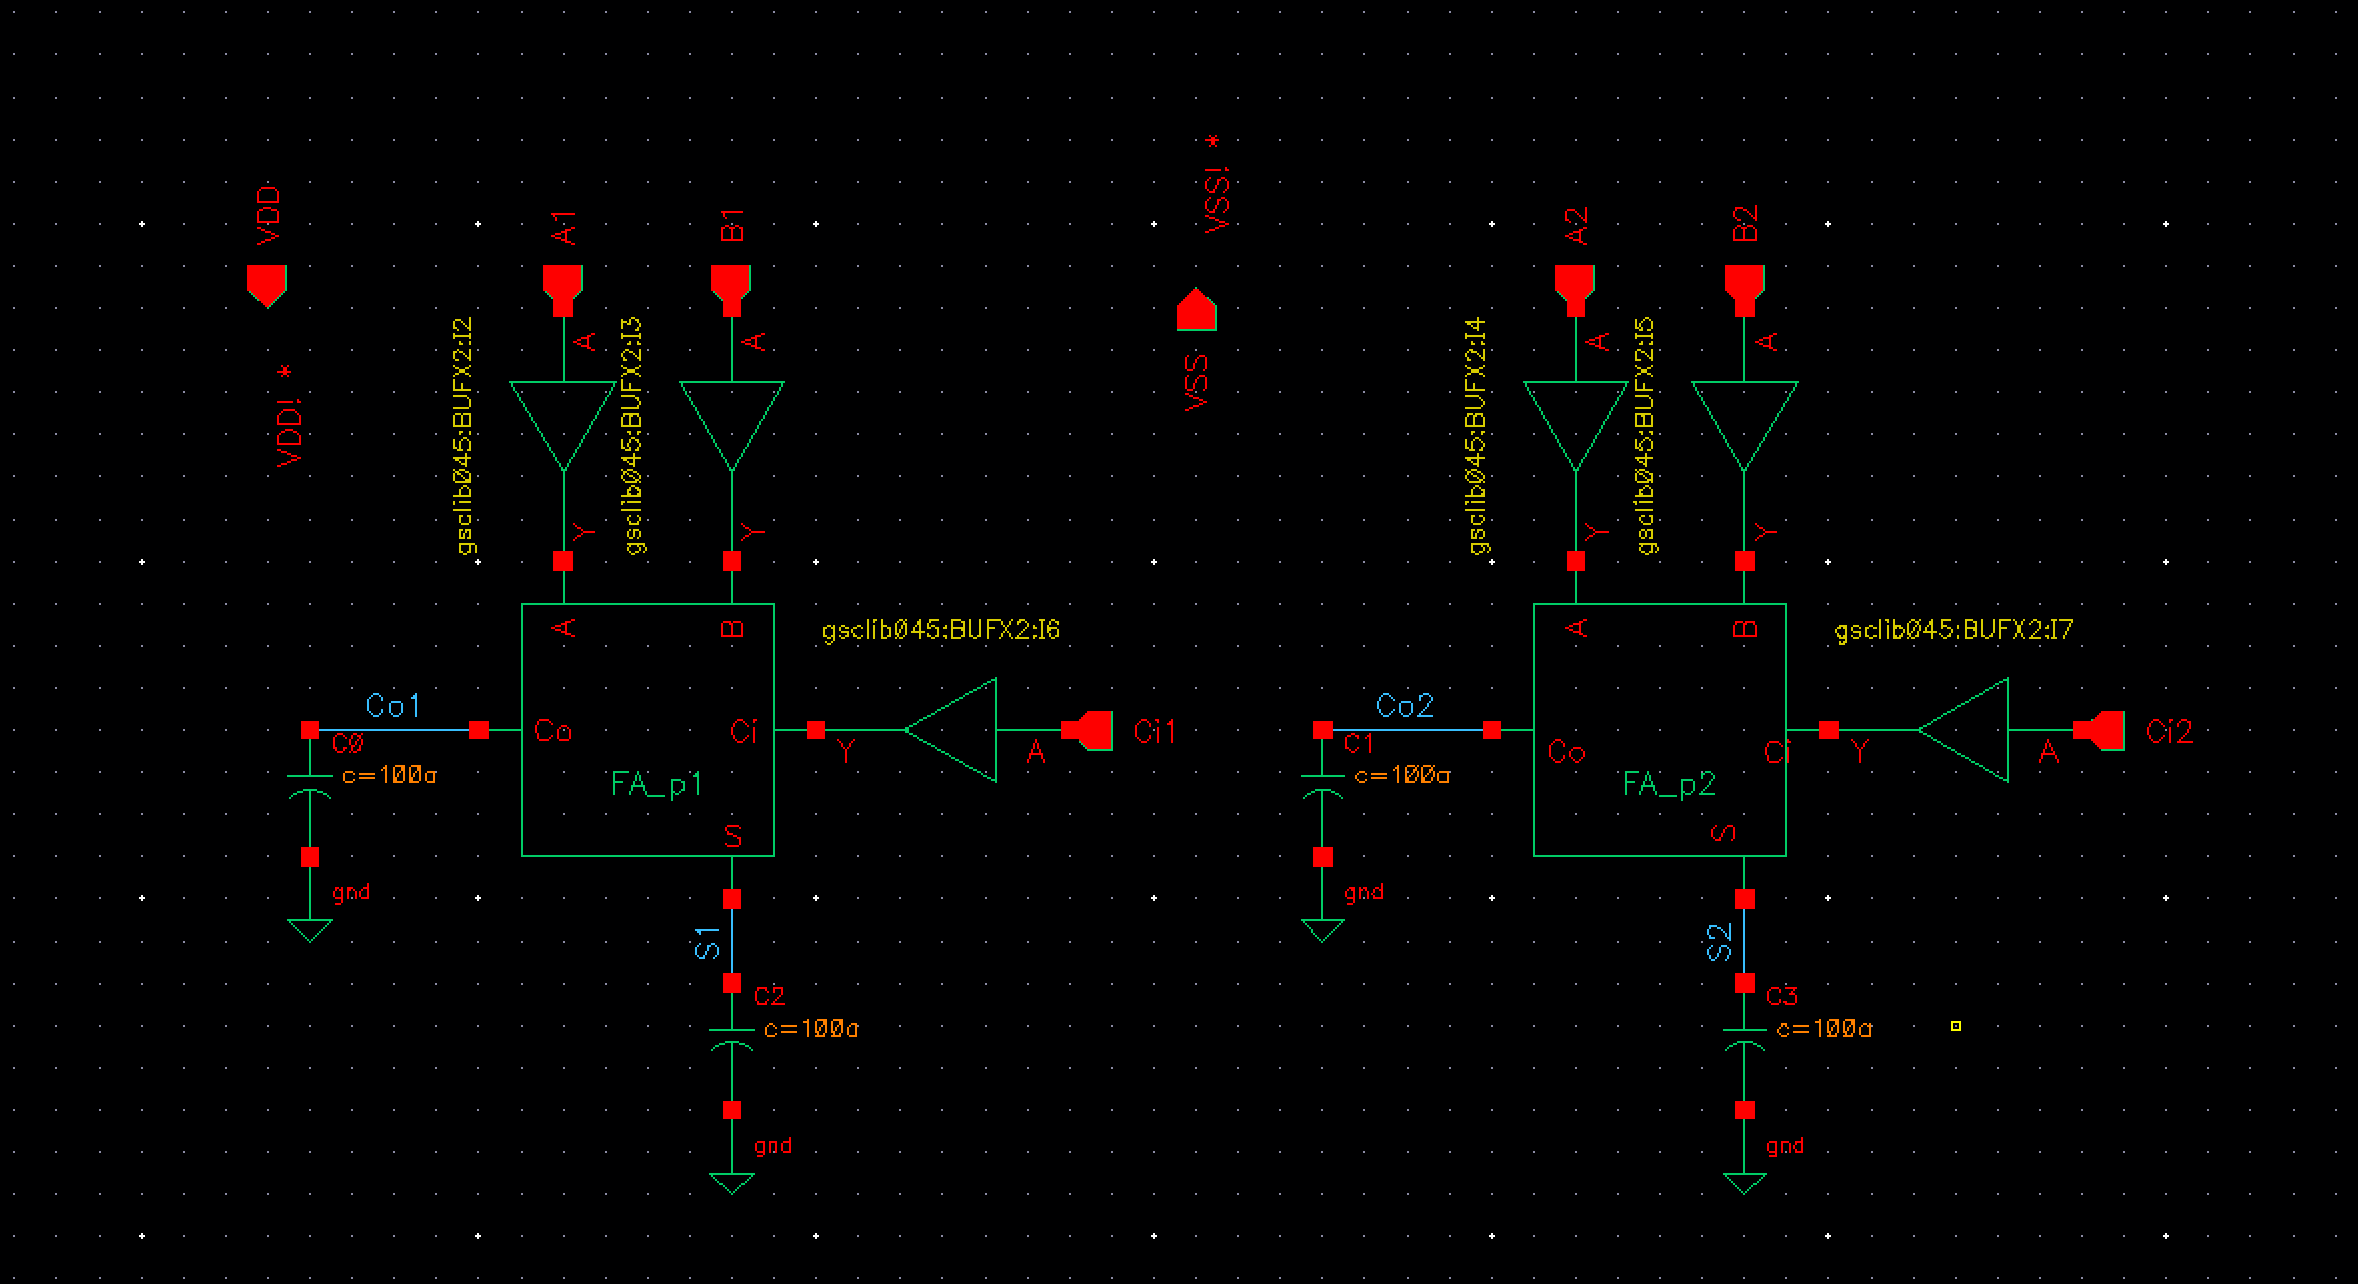 VDD
VDD! *
A1
B1
gsclib045:BUFX2:I2
gsclib045:BUFX2:I3
A
A
Y
Y
A
B
Co
Ci
S
FA_p1
gsclib045:BUFX2:I6
Y
A
Ci1
Co1
C0
c=100a
gnd
S1
C2
c=100a
gnd
VSS! *
VSS
A2
B2
gsclib045:BUFX2:I4
gsclib045:BUFX2:I5
A
A
Y
Y
A
B
Co
Ci
S
FA_p2
gsclib045:BUFX2:I7
Y
A
Ci2
Co2
C1
c=100a
gnd
S2
C3
c=100a
gnd